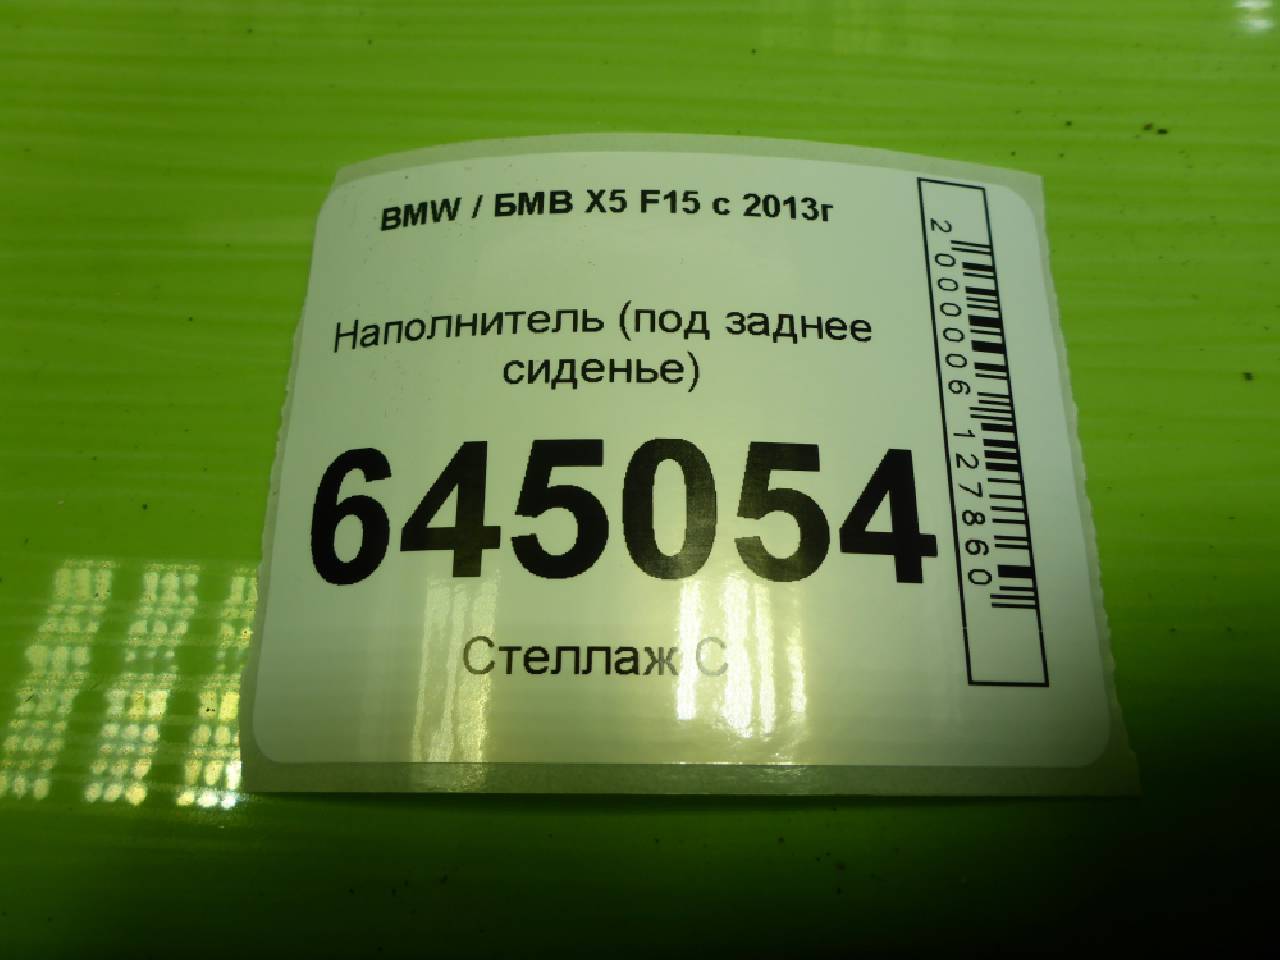 BMW / БМВ X5 F15 с 2013г
Наполнитель (под заднее
сиденье)
645054
Стеллаж С
2000006127860